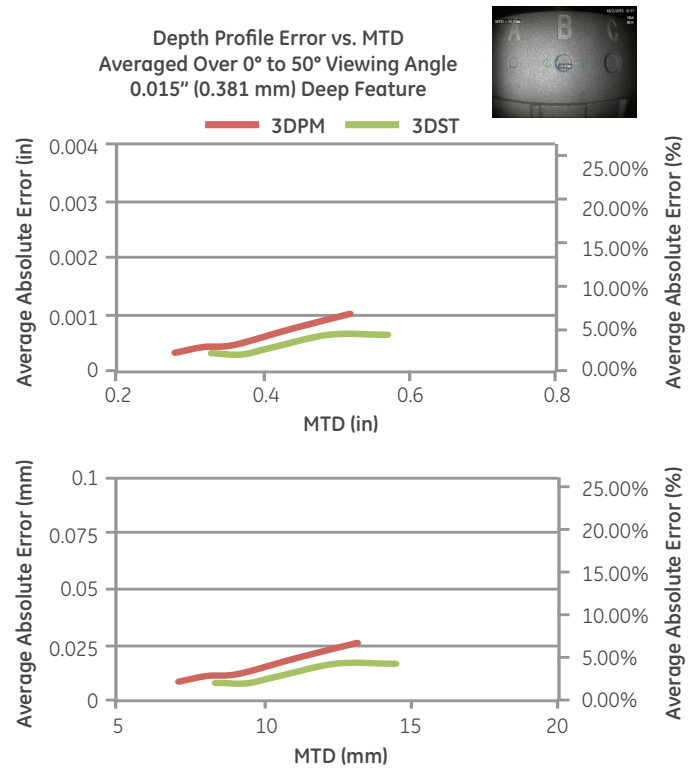 Depth Profile Error vs. MTD
Averaged Over 0° to 50° Viewing Angle
0.015” (0.381 mm) Deep Feature
A B C
3DPM 3DST
Average Absolute Error (in)
0.004
0.003
0.002
0.001
0
0.2 0.4 0.6 0.8
MTD (in)
25.00%
20.00%
15.00%
10.00%
5.00%
0.00%
Average Absolute Error (%)
Average Absolute Error (mm)
0.1
0.075
0.05
0.025
0
5 10 15 20
MTD (mm)
25.00%
20.00%
15.00%
10.00%
5.00%
0.00%
Average Absolute Error (%)